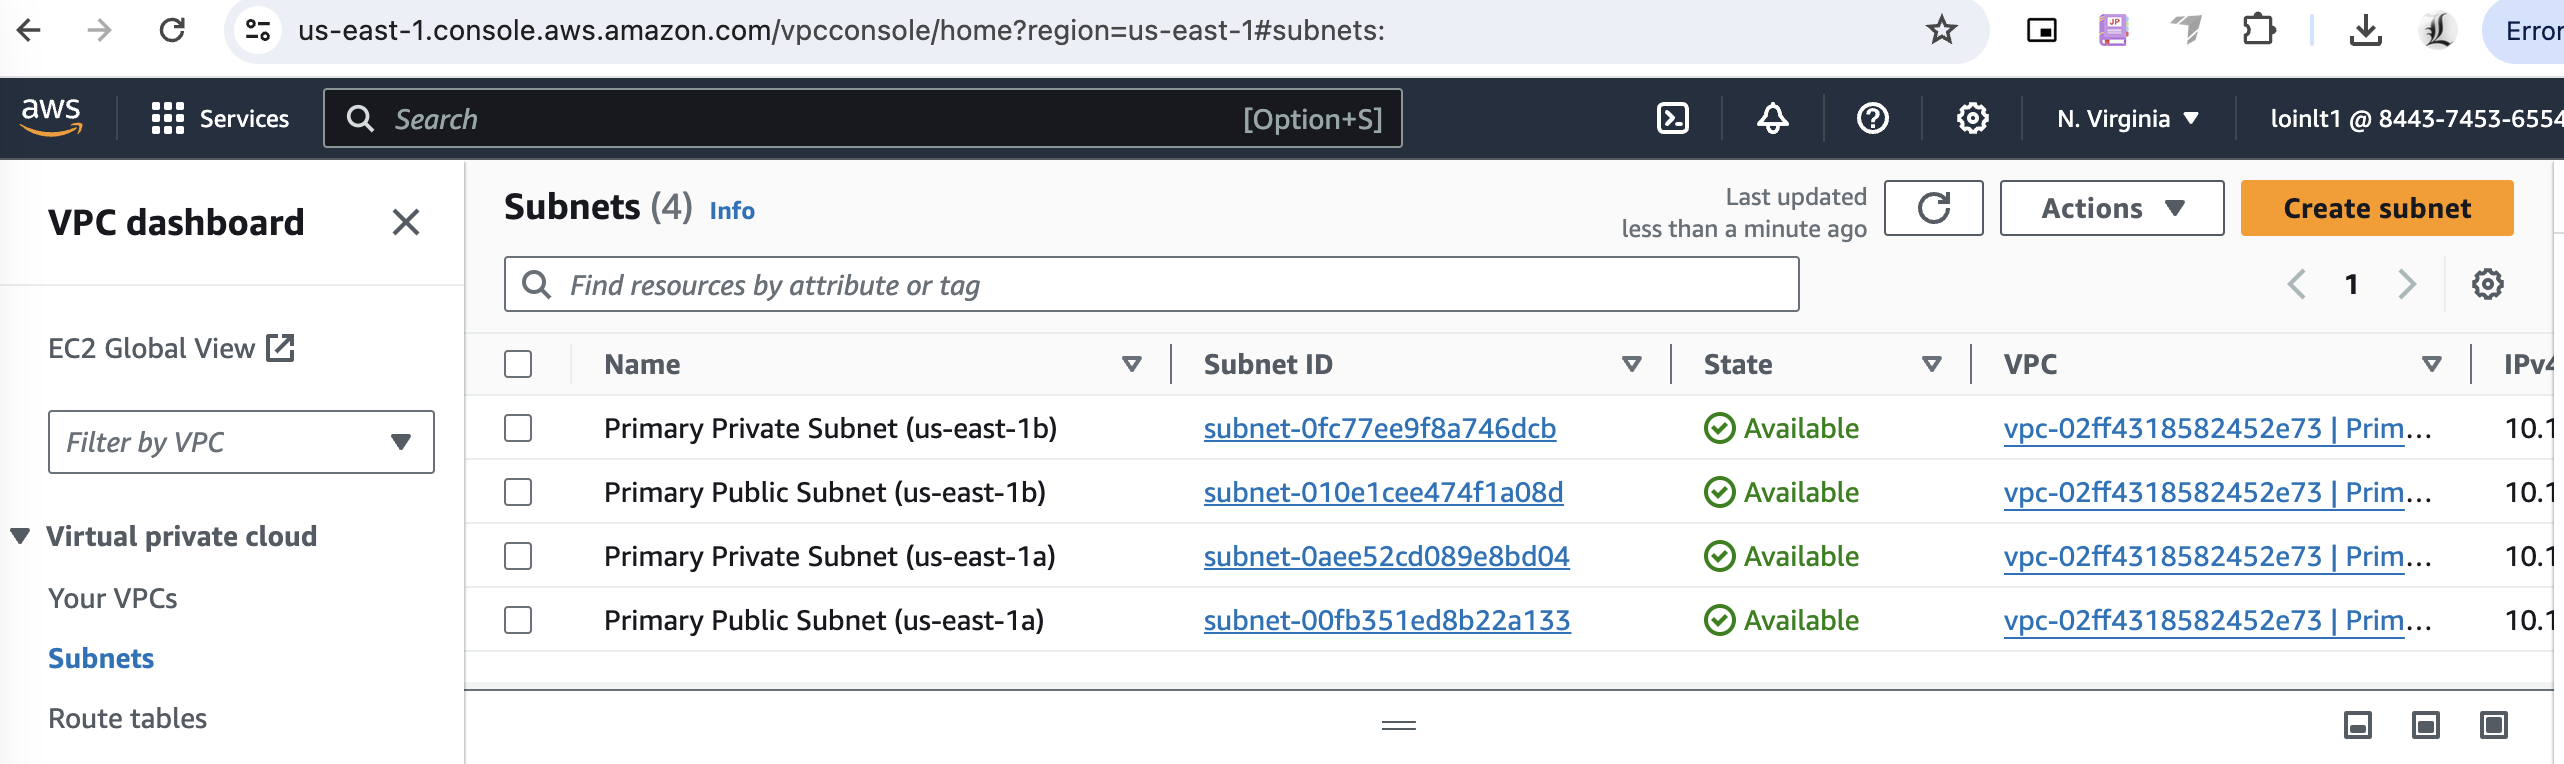 us-east-1.console.aws.amazon.com/vpcconsole/home?region=us-east-1#subnets:
JP
Error
aws
Services
Search
[Option+S]
N. Virginia
loinlt1 @ 8443-7453-6554
VPC dashboard
EC2 Global View
Filter by VPC
Virtual private cloud
Your VPCs
Subnets
Route tables
Subnets (4) Info
Last updated
less than a minute ago
Actions
Create subnet
Find resources by attribute or tag
1
Name Subnet ID State VPC IPv4
Primary Private Subnet (us-east-1b) subnet-0fc77ee9f8a746dcb Available vpc-02ff4318582452e73 | Prim... 10.1
Primary Public Subnet (us-east-1b) subnet-010e1cee474f1a08d Available vpc-02ff4318582452e73 | Prim... 10.1
Primary Private Subnet (us-east-1a) subnet-0aee52cd089e8bd04 Available vpc-02ff4318582452e73 | Prim... 10.1
Primary Public Subnet (us-east-1a) subnet-00fb351ed8b22a133 Available vpc-02ff4318582452e73 | Prim... 10.1